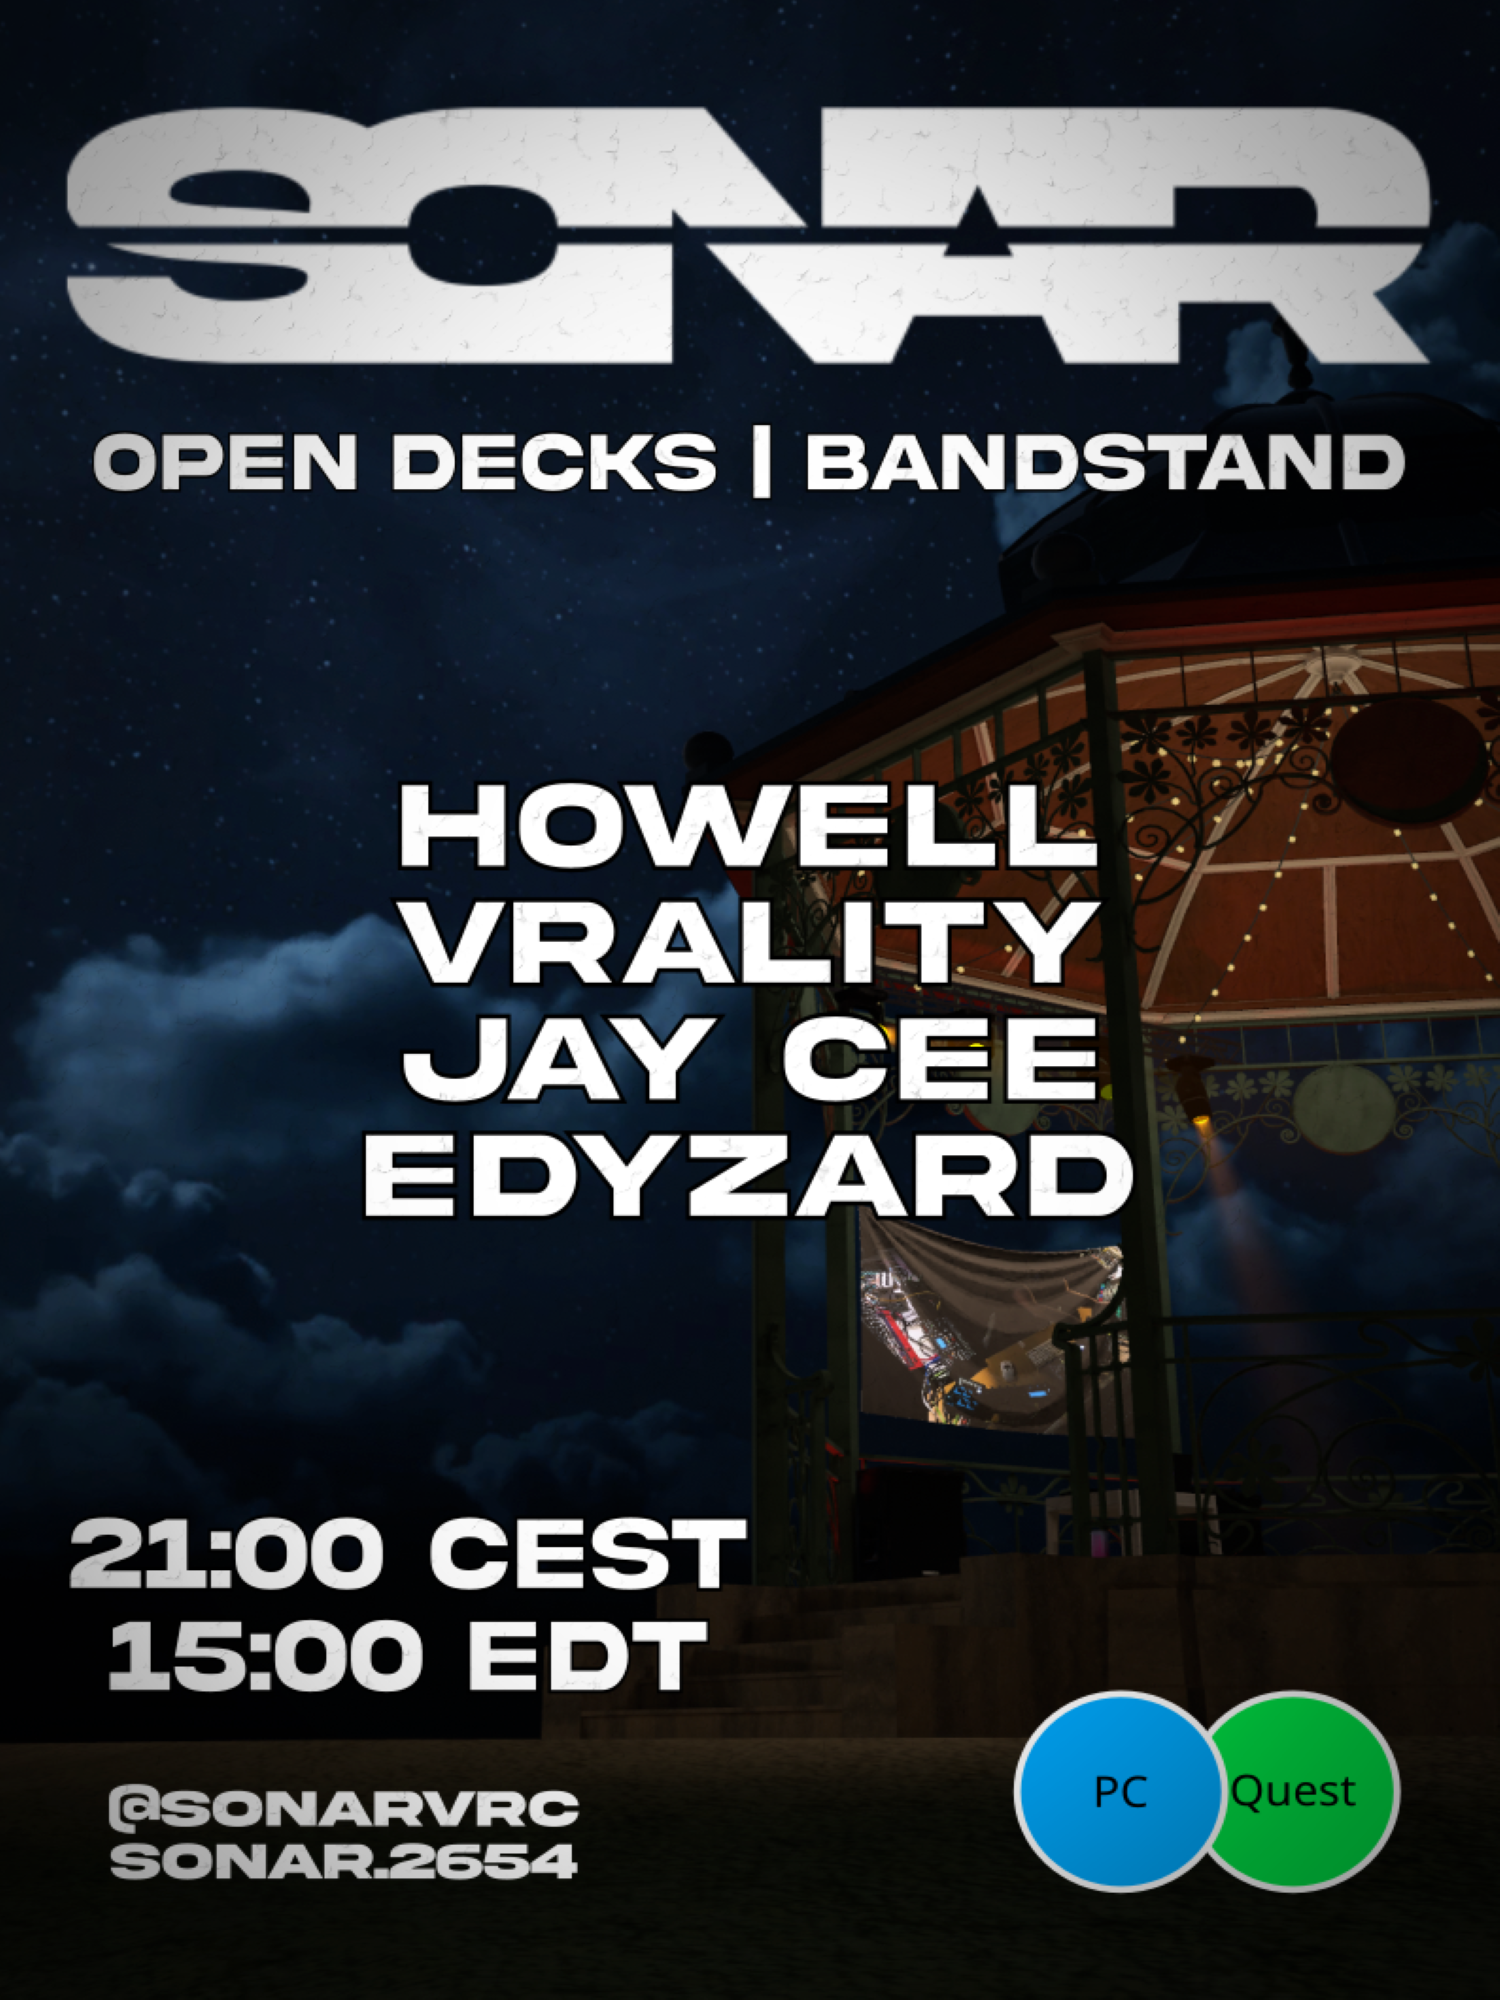 SONAR
OPEN DECKS | BANDSTAND
HOWELL
VRALITY
JAY CEE
EDYZARD
21:00 CEST
15:00 EDT
@SONARVRC
SONAR.2654
PC
Quest